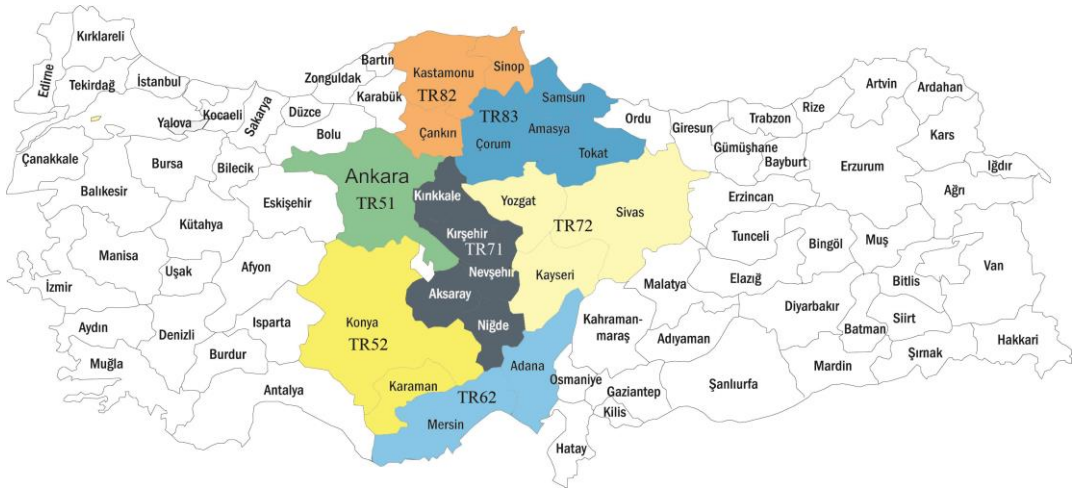 Kırklareli
Edirne
Tekirdağ
İstanbul
Yalova
Kocaeli
Sakarya
Düzce
Zonguldak
Bartın
Karabük
Bolu
Kastamonu
TR82
Sinop
Çankırı
TR83
Samsun
Amasya
Çorum
Tokat
Ordu
Giresun
Trabzon
Rize
Artvin
Ardahan
Gümüşhane
Bayburt
Kars
Erzurum
Iğdır
Ağrı
Çanakkale
Balıkesir
Bursa
Bilecik
Eskişehir
Kütahya
Ankara
TR51
Kırıkkale
Kırşehir
TR71
Nevşehir
Aksaray
Niğde
Yozgat
TR72
Sivas
Kayseri
Erzincan
Tunceli
Bingöl
Muş
Elazığ
Bitlis
Van
Malatya
Diyarbakır
Batman
Siirt
Hakkari
Şırnak
Mardin
Şanlıurfa
Adıyaman
Kahraman-
maraş
Gaziantep
Kilis
Osmaniye
Hatay
Manisa
Uşak
Afyon
İzmir
Aydın
Denizli
Isparta
Burdur
Muğla
Antalya
Konya
TR52
Karaman
Adana
TR62
Mersin